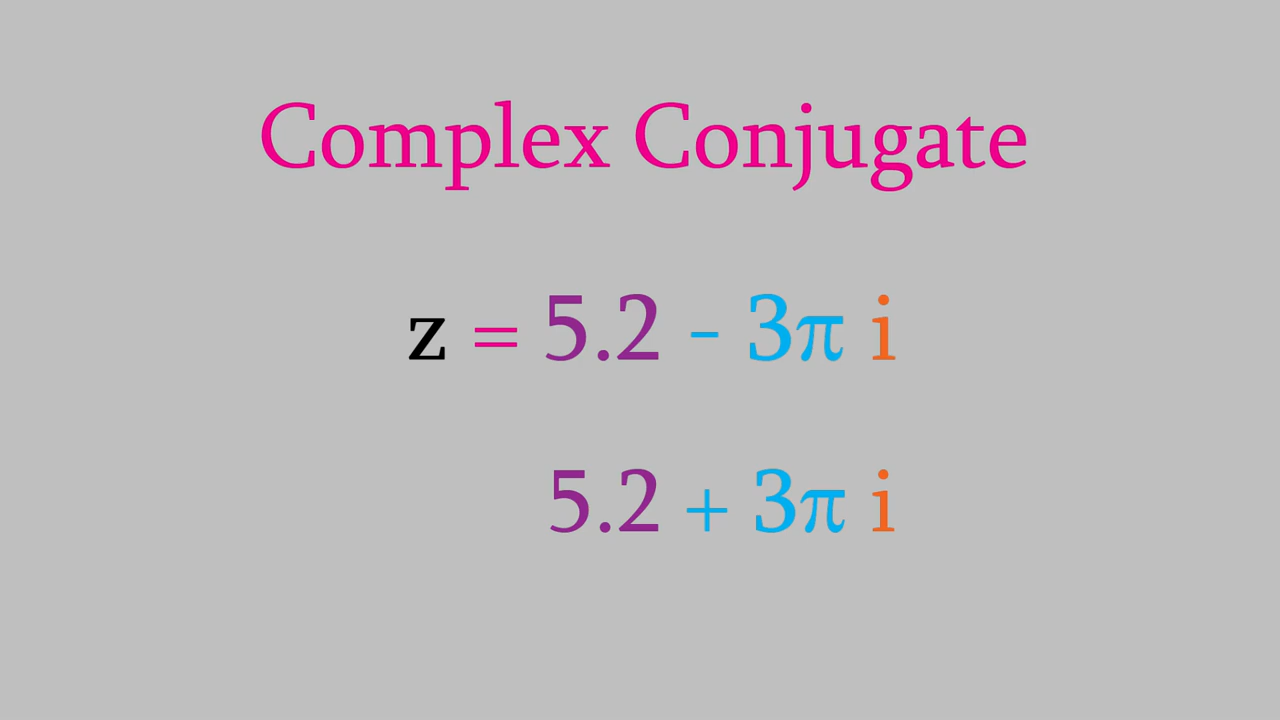 Complex Conjugate
z = 5.2 - 3π i
5.2 + 3π i